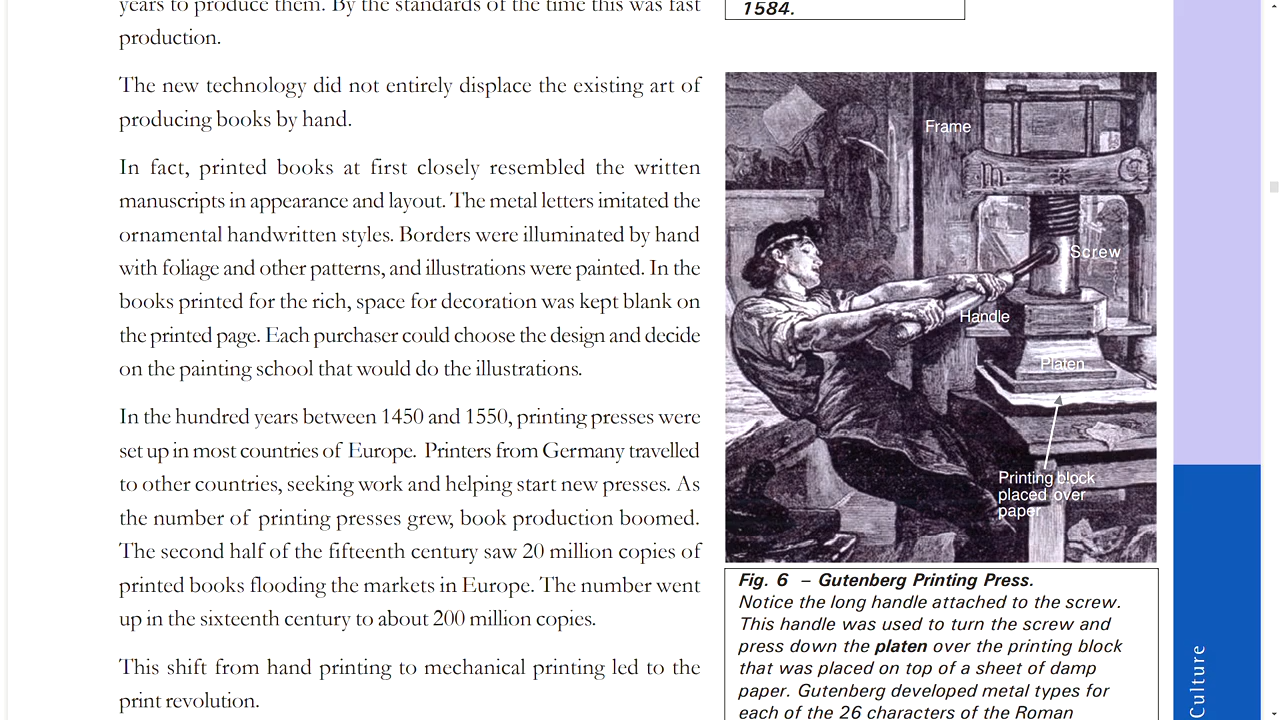 years to produce them. By the standards of the time this was fast
production.
The new technology did not entirely displace the existing art of
producing books by hand.
In fact, printed books at first closely resembled the written
manuscripts in appearance and layout. The metal letters imitated the
ornamental handwritten styles. Borders were illuminated by hand
with foliage and other patterns, and illustrations were painted. In the
books printed for the rich, space for decoration was kept blank on
the printed page. Each purchaser could choose the design and decide
on the painting school that would do the illustrations.
In the hundred years between 1450 and 1550, printing presses were
set up in most countries of Europe. Printers from Germany travelled
to other countries, seeking work and helping start new presses. As
the number of printing presses grew, book production boomed.
The second half of the fifteenth century saw 20 million copies of
printed books flooding the markets in Europe. The number went
up in the sixteenth century to about 200 million copies.
This shift from hand printing to mechanical printing led to the
print revolution.
1584.
Frame
M. G
Screw
Handle
Platen
Printing block
placed over
paper
Fig. 6 – Gutenberg Printing Press.
Notice the long handle attached to the screw.
This handle was used to turn the screw and
press down the platen over the printing block
that was placed on top of a sheet of damp
paper. Gutenberg developed metal types for
each of the 26 characters of the Roman
Culture